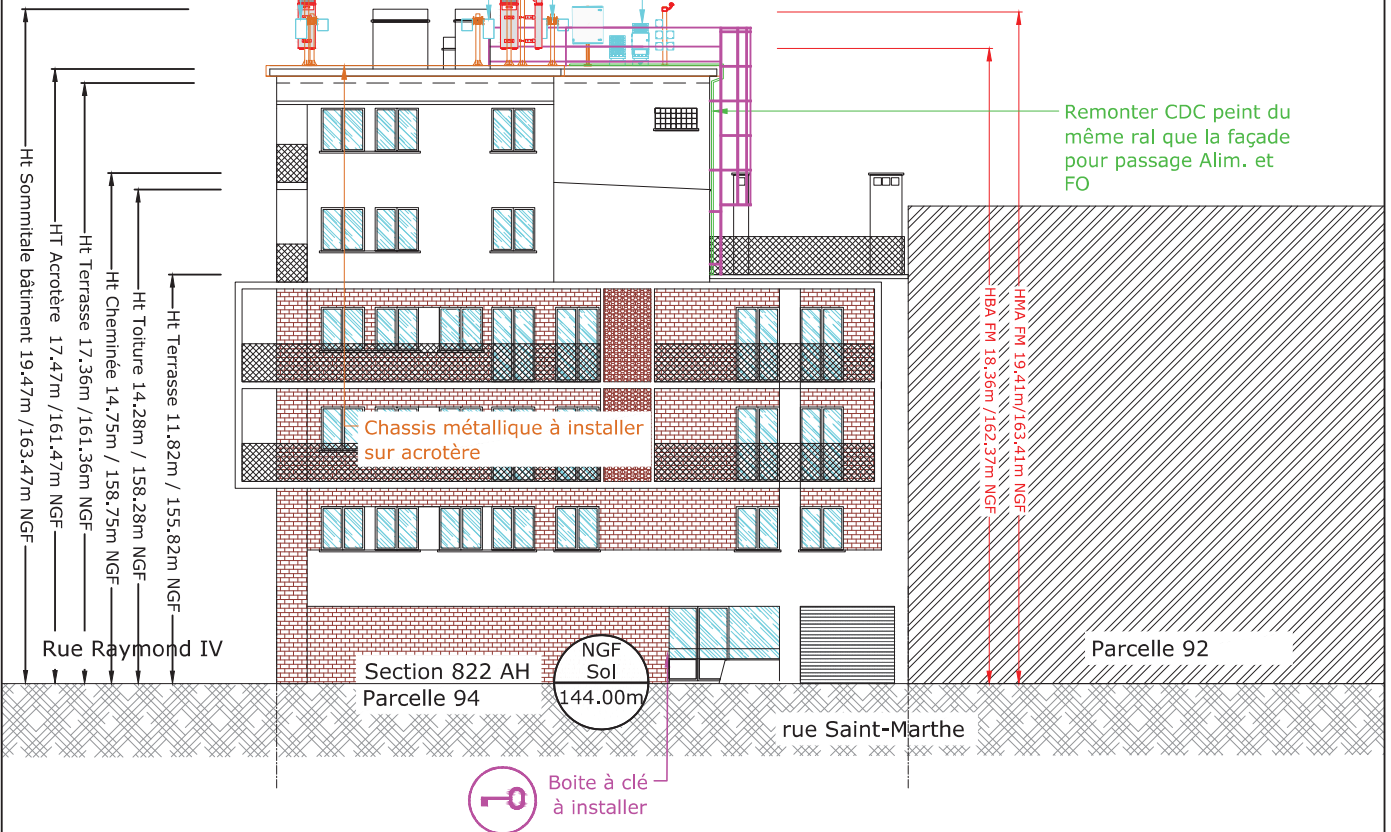 Remonter CDC peint du
même ral que la façade
pour passage Alim. et
FO
Ht Sommitale bâtiment 19.47m /163.47m NGF
HT Acrotère 17.47m /161.47m NGF
Ht Terrasse 17.36m /161.36m NGF
Ht Cheminée 14.75m / 158.75m NGF
Ht Toiture 14.28m / 158.28m NGF
Ht Terrasse 11.82m / 155.82m NGF
HBA FM 18.36m /162.37m NGF
HMA FM 19.41m/163.41m NGF
Chassis métallique à installer
sur acrotère
Rue Raymond IV
Section 822 AH
Parcelle 94
NGF
Sol
144.00m
Parcelle 92
rue Saint-Marthe
Boite à clé
à installer